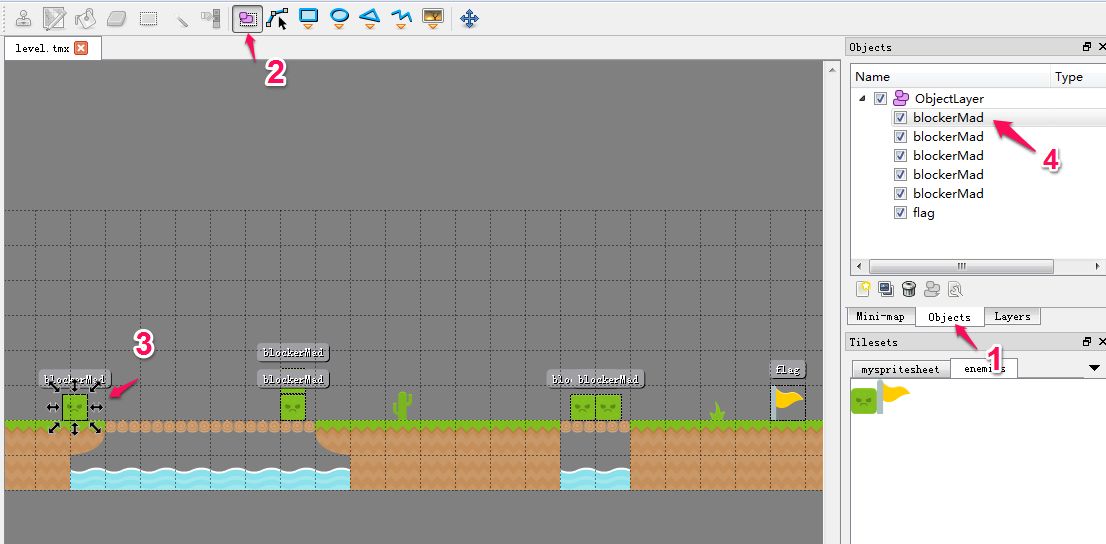 level.tmx
2
Objects
Name Type
ObjectLayer
blockerMad
blockerMad
blockerMad
blockerMad
blockerMad
flag
4
Mini-map Objects Layers
1
Tilesets
myspritesheet enemies
3
blockerMad
blockerMad
blockerMad
blo blockerMad
flag